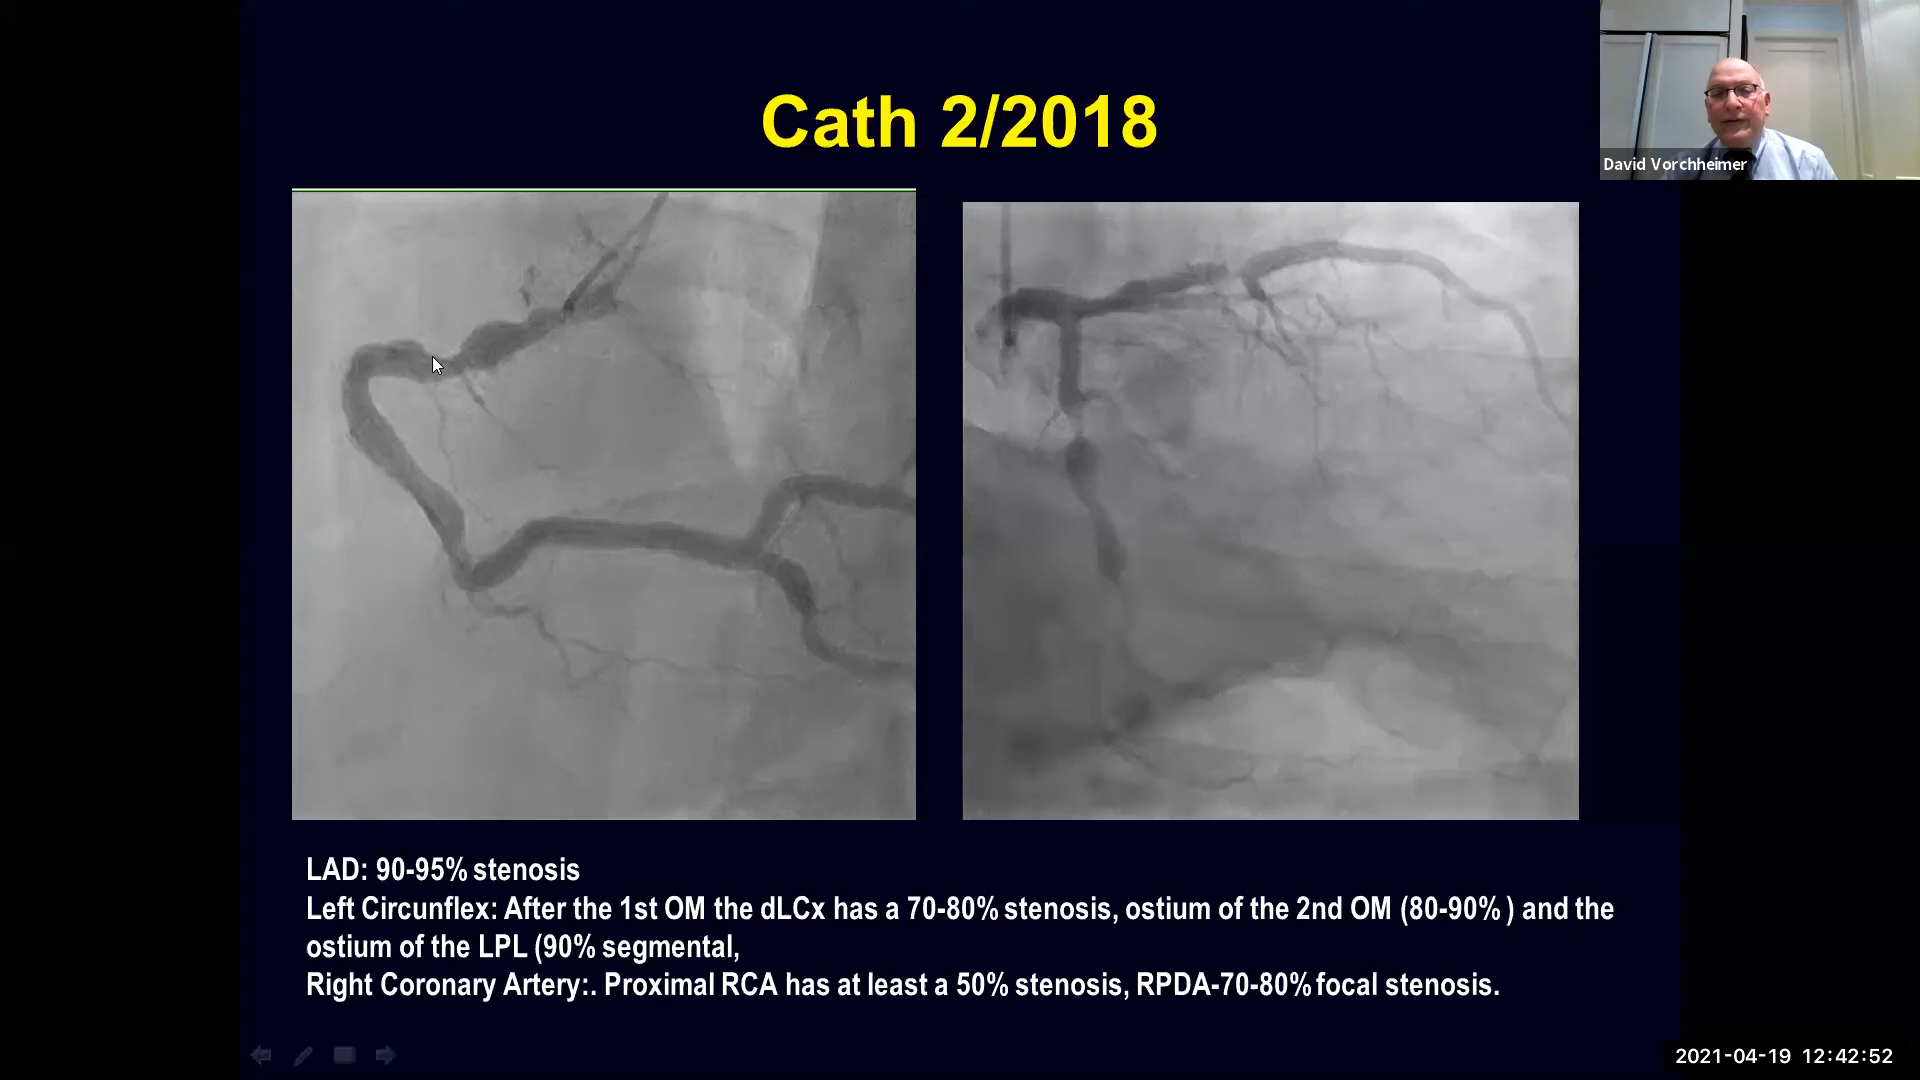 Cath 2/2018
David Vorchheimer
LAD: 90-95% stenosis
Left Circunflex: After the 1st OM the dLCx has a 70-80% stenosis, ostium of the 2nd OM (80-90% ) and the
ostium of the LPL (90% segmental,
Right Coronary Artery:. Proximal RCA has at least a 50% stenosis, RPDA-70-80% focal stenosis.
2021-04-19 12:42:52